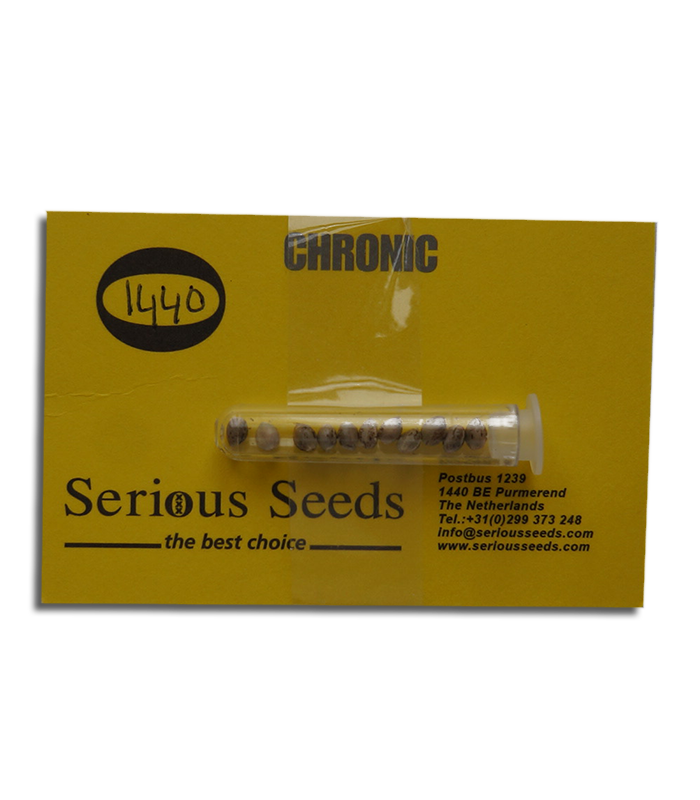 CHRONIC
1440
Serious Seeds
the best choice
Postbus 1239
1440 BE Purmerend
The Netherlands
Tel.:+31(0)299 373 248
info@seriousseeds.com
www.seriousseeds.com